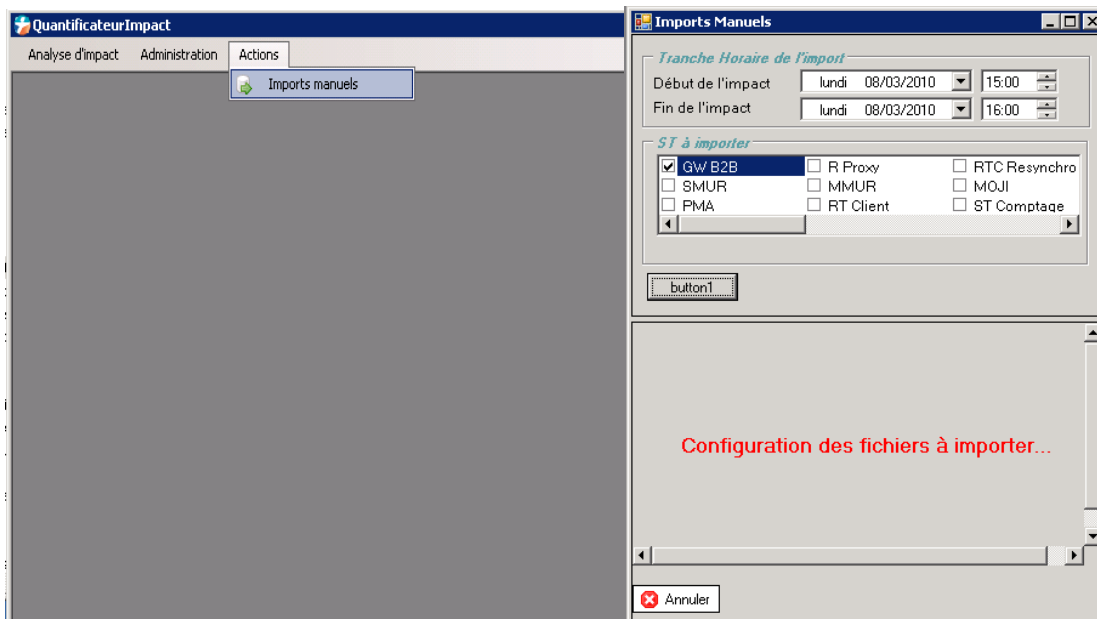 QuantificateurImpact
Analyse d'impact Administration Actions
Imports manuels
Imports Manuels
Tranche Horaire de l'import
Début de l'impact lundi 08/03/2010 15:00
Fin de l'impact lundi 08/03/2010 16:00
ST à importer
GW B2B R Proxy RTC Resynchro
SMUR MMUR MOJI
PMA RT Client ST Comptage
button1
Configuration des fichiers à importer...
Annuler